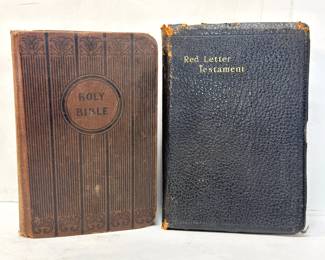 HOLY
BIBLE
Red Letter
Testament